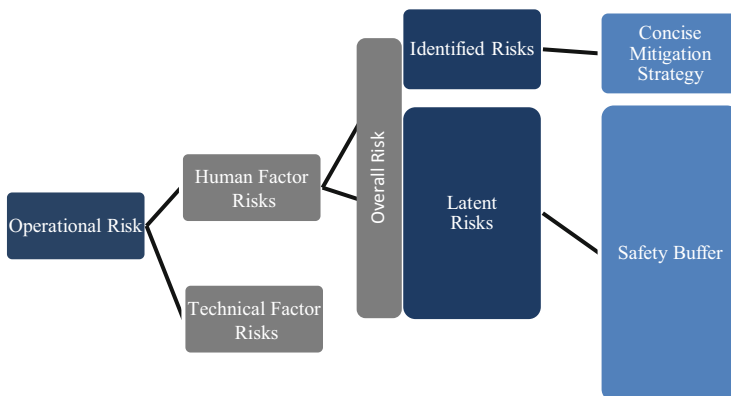 Operational Risk
Human Factor
Risks
Technical Factor
Risks
Overall Risk
Identified Risks
Latent
Risks
Concise
Mitigation
Strategy
Safety Buffer